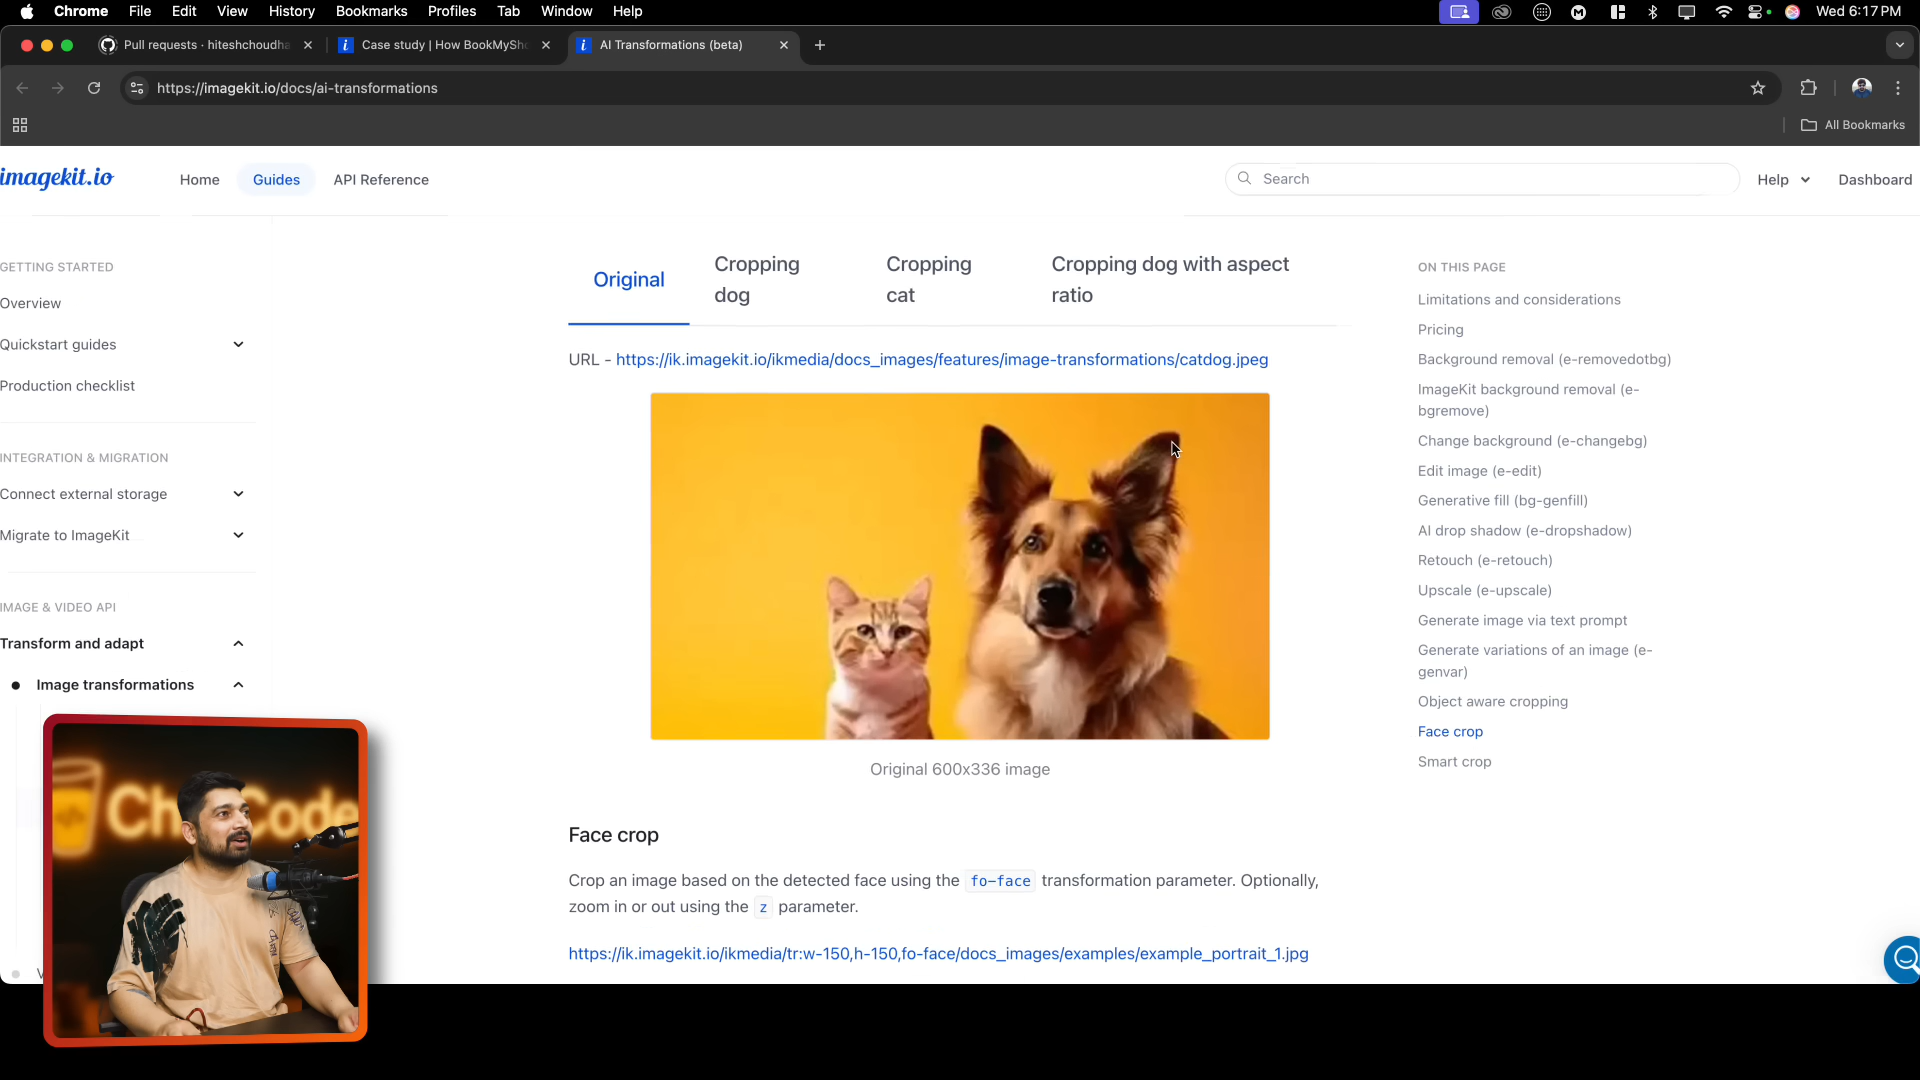 Chrome File Edit View History Bookmarks Profiles Tab Window Help Wed 6:17 PM
Pull requests · hiteshchoudha
Case study | How BookMySh
AI Transformations (beta)
https://imagekit.io/docs/ai-transformations
All Bookmarks
imagekit.io
Home
Guides
API Reference
Search
Help
Dashboard
GETTING STARTED
Overview
Quickstart guides
Production checklist
INTEGRATION & MIGRATION
Connect external storage
Migrate to ImageKit
IMAGE & VIDEO API
Transform and adapt
Image transformations
V
Original
Cropping
dog
Cropping
cat
Cropping dog with aspect
ratio
URL - https://ik.imagekit.io/ikmedia/docs_images/features/image-transformations/catdog.jpeg
Original 600x336 image
Face crop
Crop an image based on the detected face using the fo-face transformation parameter. Optionally,
zoom in or out using the z parameter.
https://ik.imagekit.io/ikmedia/tr:w-150,h-150,fo-face/docs_images/examples/example_portrait_1.jpg
ON THIS PAGE
Limitations and considerations
Pricing
Background removal (e-removedotbg)
ImageKit background removal (e-
bgremove)
Change background (e-changebg)
Edit image (e-edit)
Generative fill (bg-genfill)
AI drop shadow (e-dropshadow)
Retouch (e-retouch)
Upscale (e-upscale)
Generate image via text prompt
Generate variations of an image (e-
genvar)
Object aware cropping
Face crop
Smart crop
Ch Code